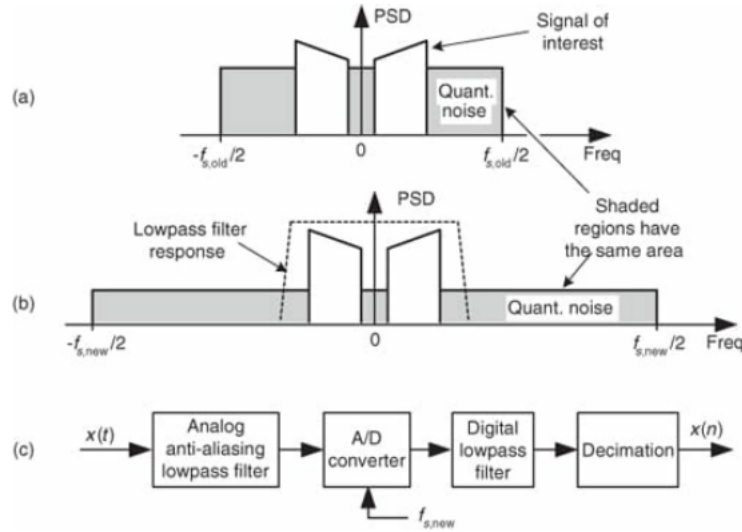 PSD
Signal of
interest
(a)
Quant.
noise
-fs,old/2
0
fs,old/2
Freq
PSD
Lowpass filter
response
Shaded
regions have
the same area
(b)
Quant. noise
-fs,new/2
0
fs,new/2
Freq
(c)
x(t)
Analog
anti-aliasing
lowpass filter
A/D
converter
Digital
lowpass
filter
Decimation
x(n)
fs,new